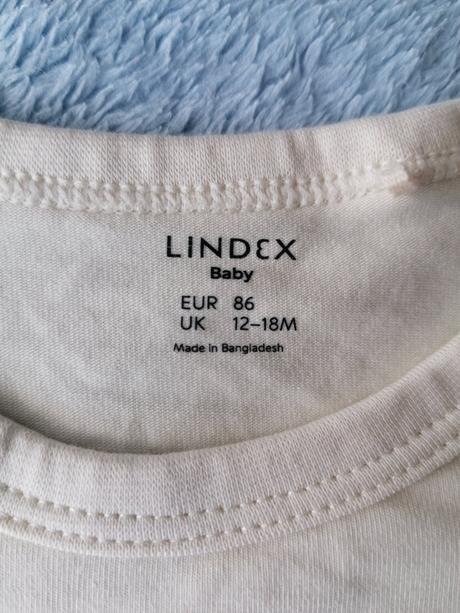 LINDEX
Baby
EUR 86
UK 12–18M
Made in Bangladesh